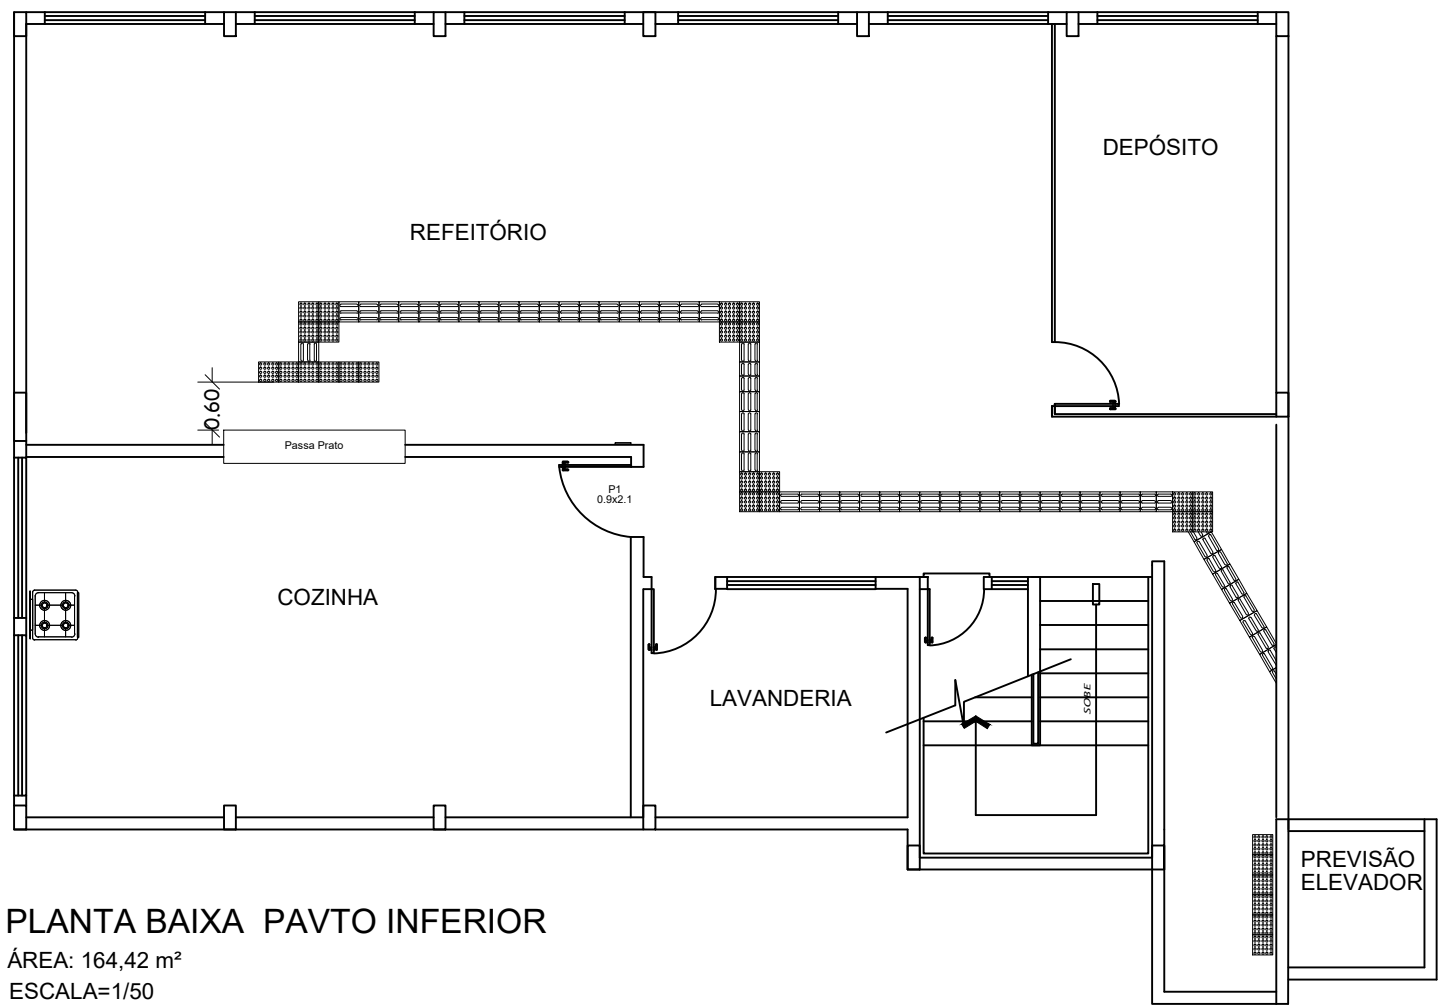 DEPÓSITO
REFEITÓRIO
0.60
Passa Prato
P1
0.9x2.1
COZINHA
LAVANDERIA
SOBE
PREVISÃO
ELEVADOR
PLANTA BAIXA  PAVTO INFERIOR
ÁREA: 164,42 m²
ESCALA=1/50